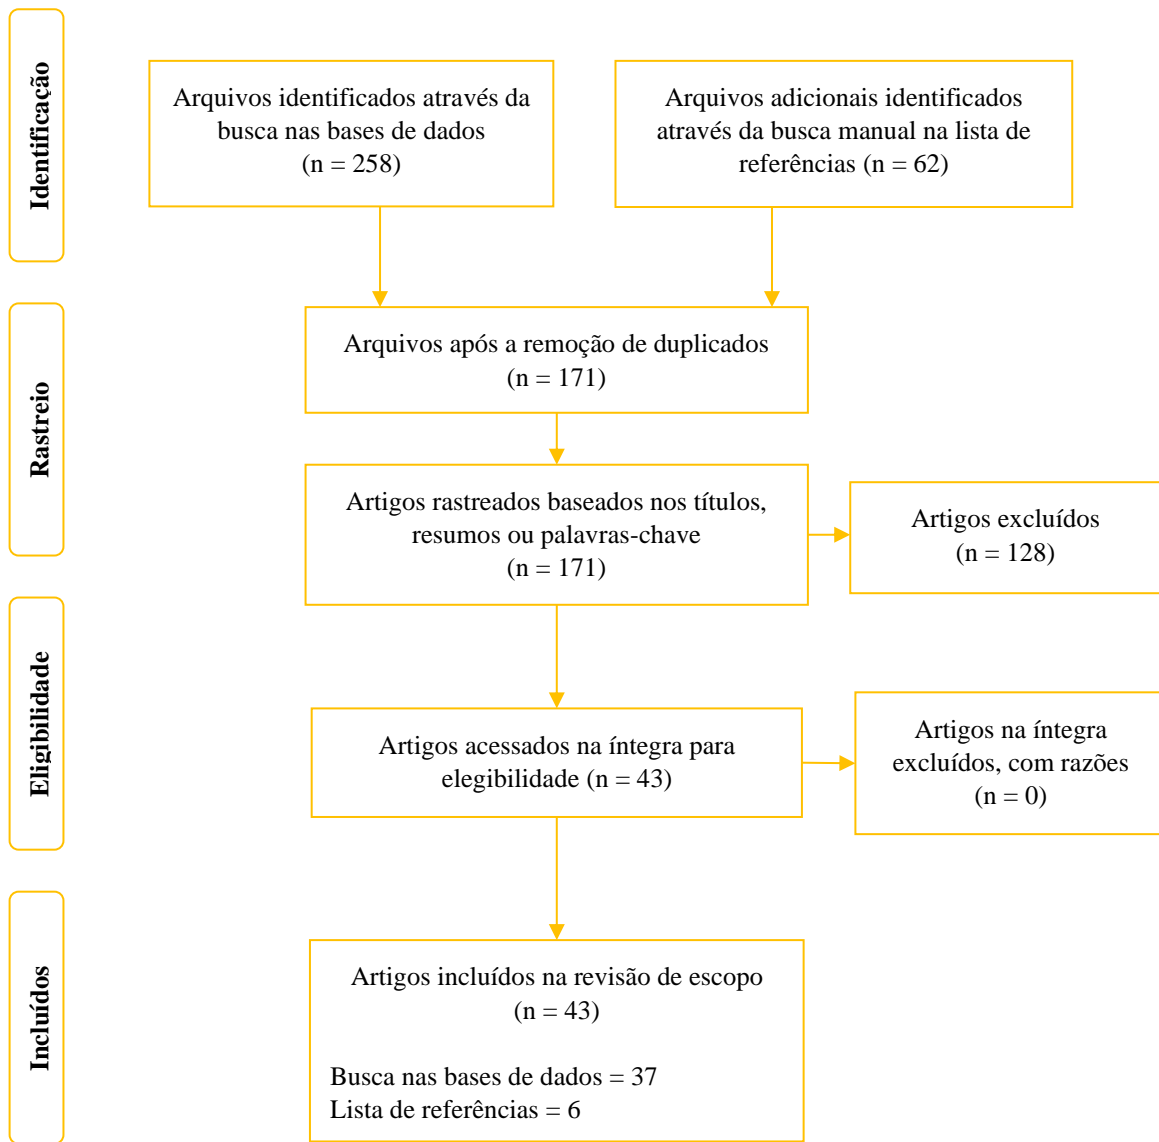 Identificação
Arquivos identificados através da
busca nas bases de dados
(n = 258)
Arquivos adicionais identificados
através da busca manual na lista de
referências (n = 62)
Rastreio
Arquivos após a remoção de duplicados
(n = 171)
Artigos rastreados baseados nos títulos,
resumos ou palavras-chave
(n = 171)
Artigos excluídos
(n = 128)
Eligibilidade
Artigos acessados na íntegra para
elegibilidade (n = 43)
Artigos na íntegra
excluídos, com razões
(n = 0)
Incluídos
Artigos incluídos na revisão de escopo
(n = 43)
Busca nas bases de dados = 37
Lista de referências = 6